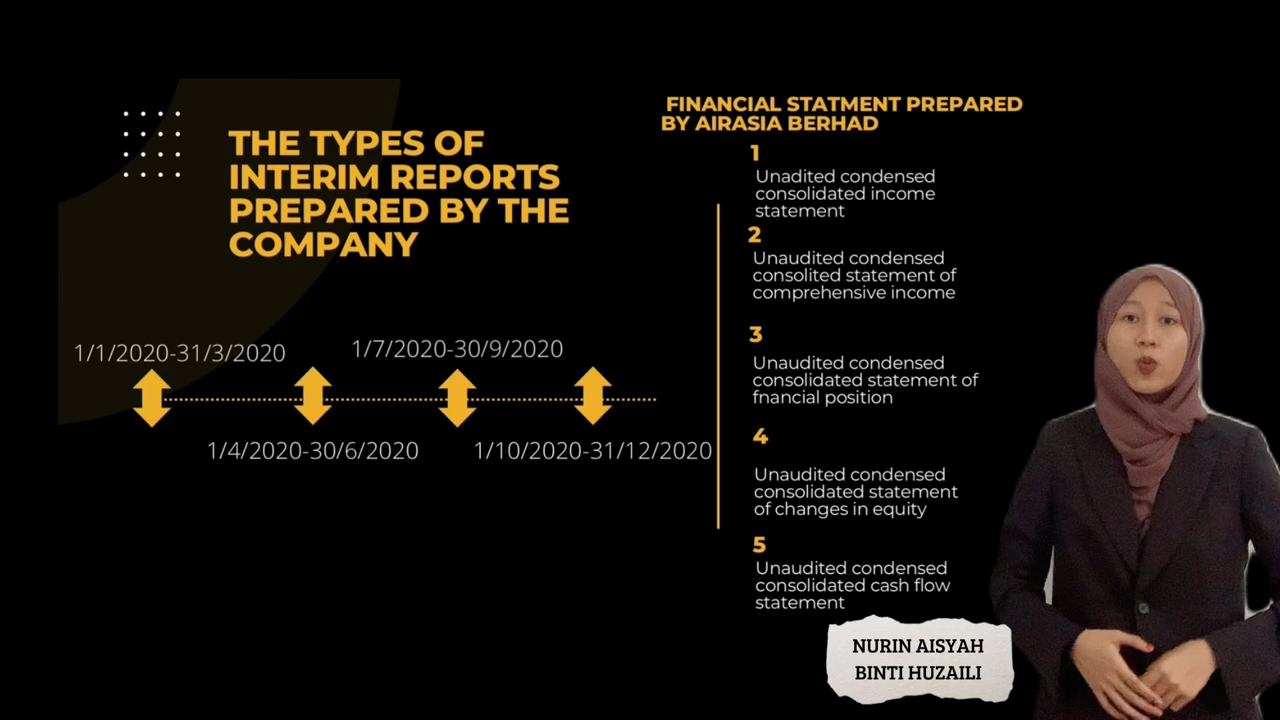 THE TYPES OF
INTERIM REPORTS
PREPARED BY THE
COMPANY
1/1/2020-31/3/2020
1/7/2020-30/9/2020
1/4/2020-30/6/2020
1/10/2020-31/12/2020
FINANCIAL STATMENT PREPARED
BY AIRASIA BERHAD
1
Unadited condensed
consolidated income
statement
2
Unaudited condensed
consolited statement of
comprehensive income
3
Unaudited condensed
consolidated statement of
fnancial position
4
Unaudited condensed
consolidated statement
of changes in equity
5
Unaudited condensed
consolidated cash flow
statement
NURIN AISYAH
BINTI HUZAILI